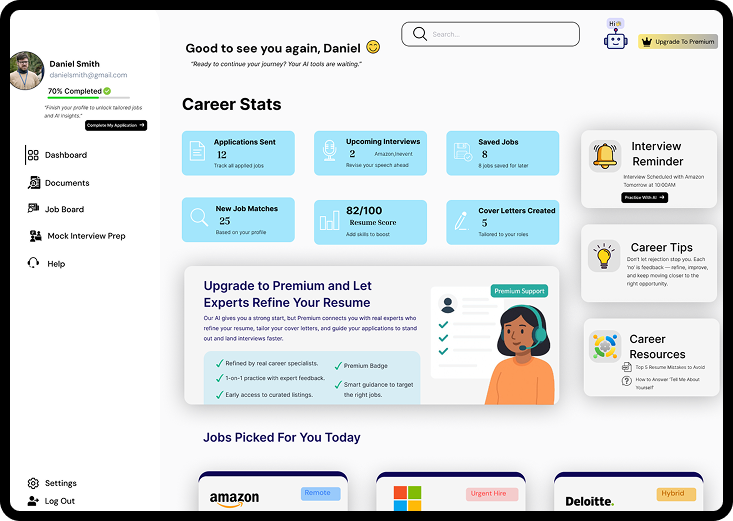 Daniel Smith
danielsmith@gmail.com
70% Completed
"Finish your profile to unlock tailored jobs
and AI insights."
Complete My Application
Dashboard
Documents
Job Board
Mock Interview Prep
Help
Settings
Log Out
Good to see you again, Daniel
"Ready to continue your journey? Your AI tools are waiting."
Search...
Hi
Upgrade To Premium
Career Stats
Applications Sent
12
Track all applied jobs
Upcoming Interviews
2
Amazon,Inevent
Revise your speech ahead
Saved Jobs
8
8 jobs saved for later
New Job Matches
25
Based on your profile
82/100
Resume Score
Add skills to boost
Cover Letters Created
5
Tailored to your roles
Interview
Reminder
Interview Scheduled with Amazon
Tomorrow at 10:00AM
Practice With AI
Career Tips
Don't let rejection stop you. Each
'no' is feedback — refine, improve,
and keep moving closer to the
right opportunity.
Career
Resources
Top 5 Resume Mistakes to Avoid
How to Answer 'Tell Me About
Yourself'
Upgrade to Premium and Let
Experts Refine Your Resume
Our AI gives you a strong start, but Premium connects you with real experts who
refine your resume, tailor your cover letters, and guide your applications to stand
out and land interviews faster.
Refined by real career specialists.
1-on-1 practice with expert feedback.
Early access to curated listings.
Premium Badge
Smart guidance to target
the right jobs.
Premium Support
Jobs Picked For You Today
amazon
Remote
Urgent Hire
Deloitte.
Hybrid